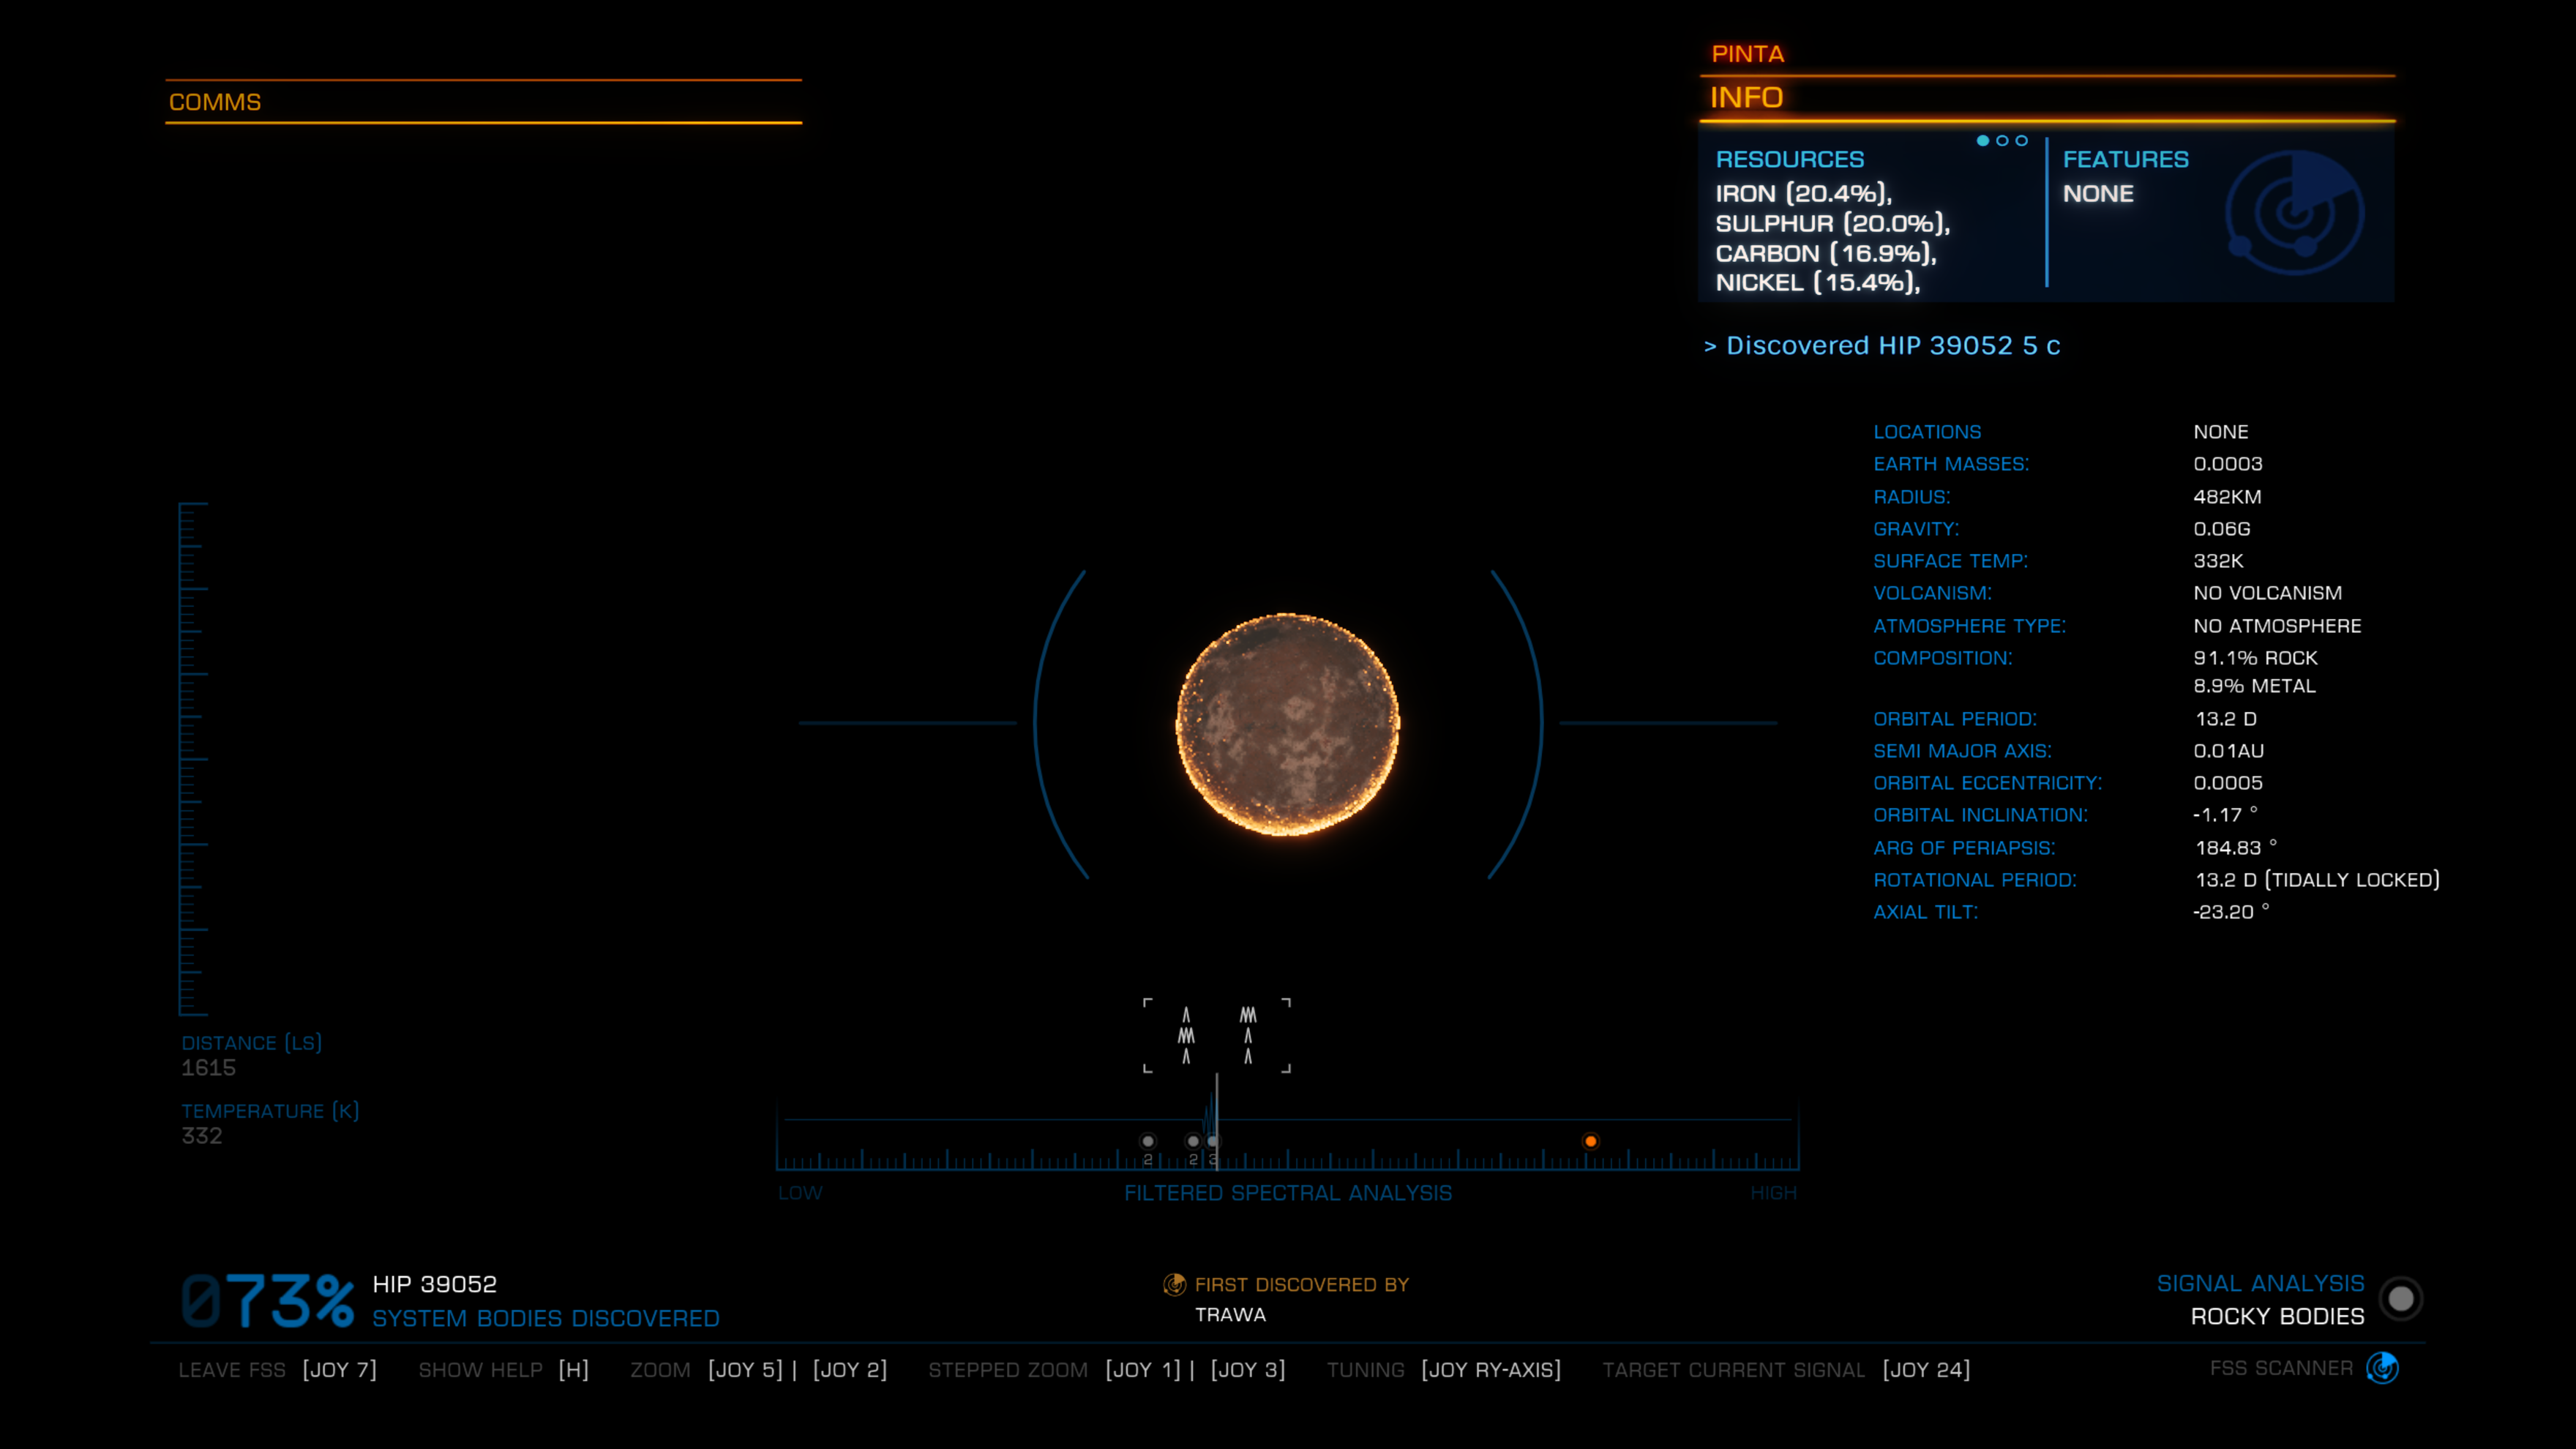 PINTA
COMMS
INFO
RESOURCES
IRON (20.4%),
SULPHUR (20.0%),
CARBON (16.9%),
NICKEL (15.4%),
FEATURES
NONE
> Discovered HIP 39052 5 c
LOCATIONS NONE
EARTH MASSES: 0.0003
RADIUS: 482KM
GRAVITY: 0.06G
SURFACE TEMP: 332K
VOLCANISM: NO VOLCANISM
ATMOSPHERE TYPE: NO ATMOSPHERE
COMPOSITION: 91.1% ROCK
8.9% METAL
ORBITAL PERIOD: 13.2 D
SEMI MAJOR AXIS: 0.01AU
ORBITAL ECCENTRICITY: 0.0005
ORBITAL INCLINATION: -1.17 °
ARG OF PERIAPSIS: 184.83 °
ROTATIONAL PERIOD: 13.2 D (TIDALLY LOCKED)
AXIAL TILT: -23.20 °
DISTANCE (LS)
1615
TEMPERATURE (K)
332
2 2 3
LOW FILTERED SPECTRAL ANALYSIS HIGH
073% HIP 39052
SYSTEM BODIES DISCOVERED
FIRST DISCOVERED BY
TRAWA
SIGNAL ANALYSIS
ROCKY BODIES
LEAVE FSS [JOY 7] SHOW HELP [H] ZOOM [JOY 5] | [JOY 2] STEPPED ZOOM [JOY 1] | [JOY 3] TUNING [JOY RY-AXIS] TARGET CURRENT SIGNAL [JOY 24] FSS SCANNER